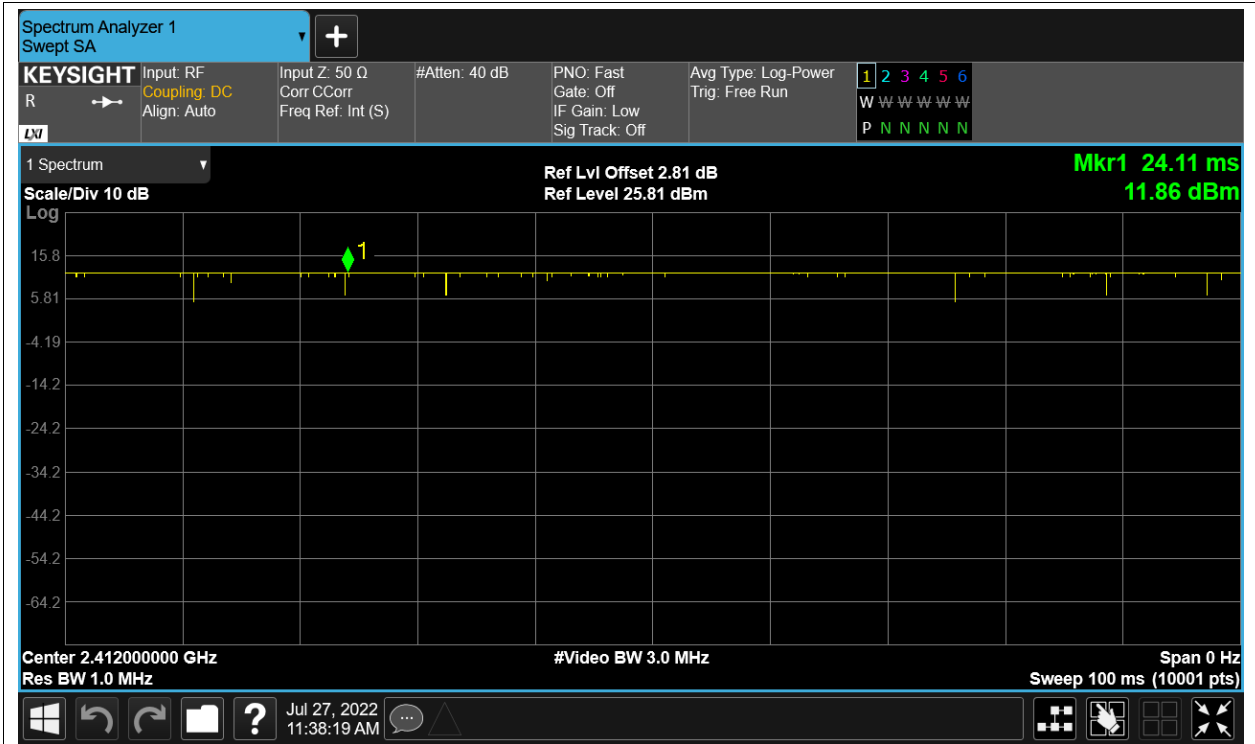 Spectrum Analyzer 1
Swept SA
KEYSIGHT
R
LXI
Input: RF
Coupling: DC
Align: Auto
Input Z: 50 Ω
Corr CCorr
Freq Ref: Int (S)
#Atten: 40 dB
PNO: Fast
Gate: Off
IF Gain: Low
Sig Track: Off
Avg Type: Log-Power
Trig: Free Run
1 2 3 4 5 6
W W W W W W
P N N N N N
1 Spectrum
Scale/Div 10 dB
Ref Lvl Offset 2.81 dB
Ref Level 25.81 dBm
Mkr1 24.11 ms
11.86 dBm
Log
1
15.8
5.81
-4.19
-14.2
-24.2
-34.2
-44.2
-54.2
-64.2
Center 2.412000000 GHz
Res BW 1.0 MHz
#Video BW 3.0 MHz
Span 0 Hz
Sweep 100 ms (10001 pts)
?
Jul 27, 2022
11:38:19 AM